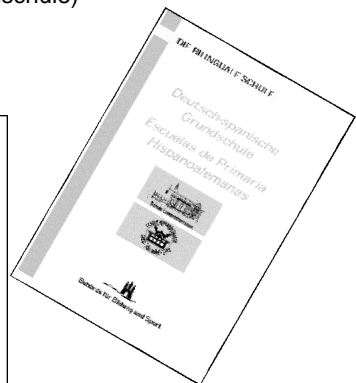 schule)
DIE BILINGUALE SCHULE
Deutsch-spanische
Grundschule
Escuelas de Primaria
Hispanoalemanas
Behörde für Bildung und Sport